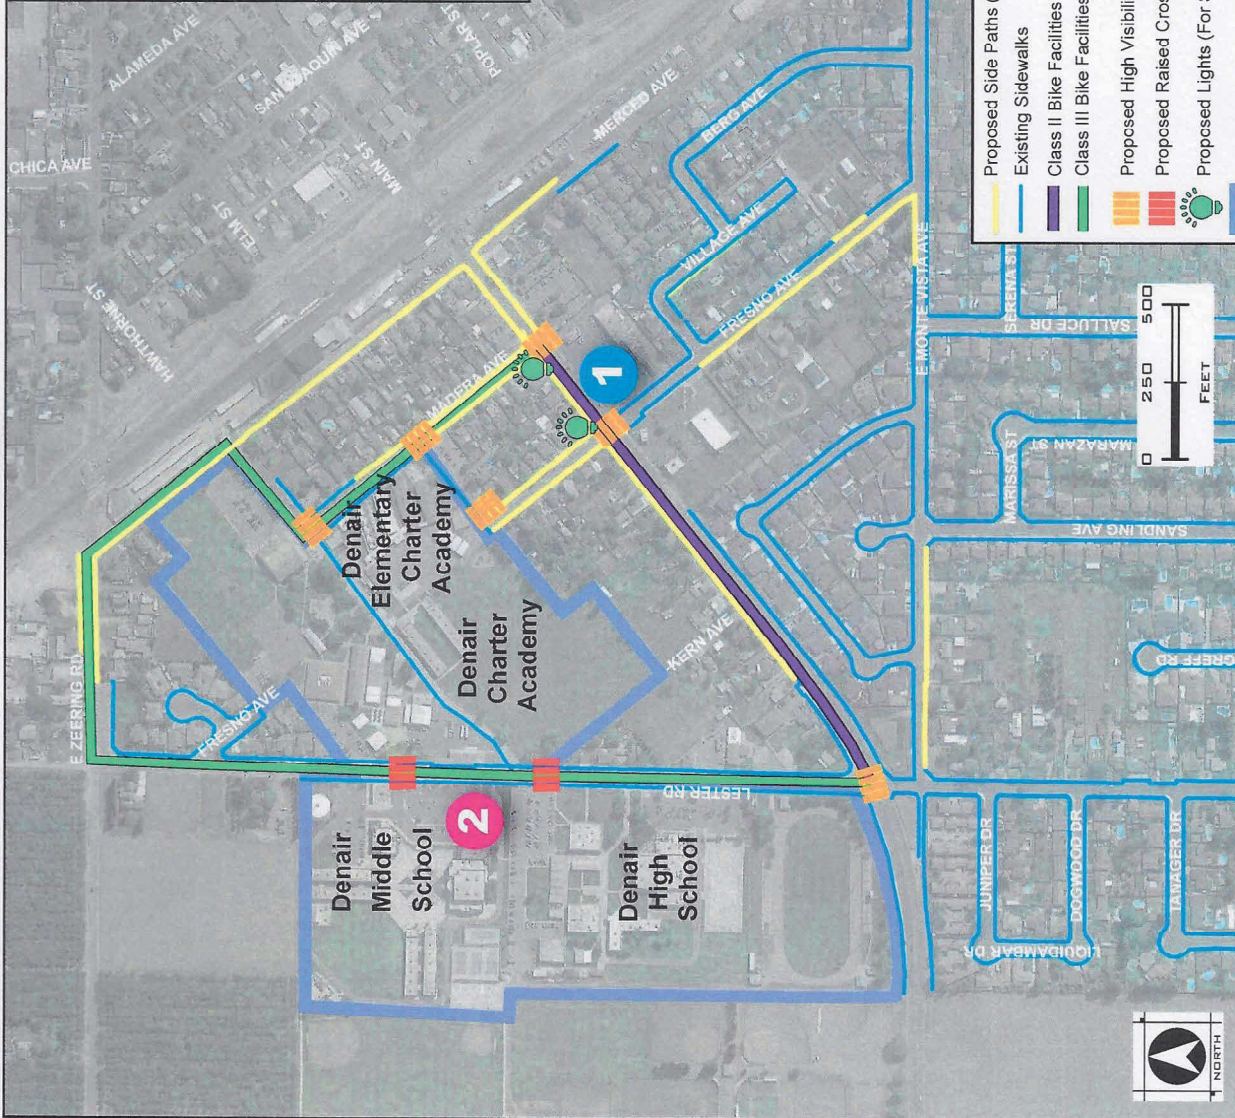 CHICA AVE
ALAMEDA AVE
SAN JOAQUIN AVE
POPLAR ST
MAIN ST
ELM ST
HAWTHORNE ST
MERCED AVE
BERG AVE
VILLAGE AVE
FRESNO AVE
MADERA AVE
1
Denair
Elementary
Charter
Academy
Denair
Charter
Academy
KERN AVE
E ZEERING RD
FRESNO AVE
LESTER RD
2
Denair
Middle
School
Denair
High
School
E MONTE VISTA AVE
SERENA ST
SALLUCE DR
MARISSA ST
MARAZAN ST
SANDLING AVE
GREFF RD
JUNIPER DR
DOGWOOD DR
TANAGER DR
LIQUIDAMBAR DR
Proposed Side Paths (
Existing Sidewalks
Class II Bike Facilities
Class III Bike Facilities
Proposed High Visibili
Proposed Raised Cros
Proposed Lights (For S
0 250 500
FEET
NORTH